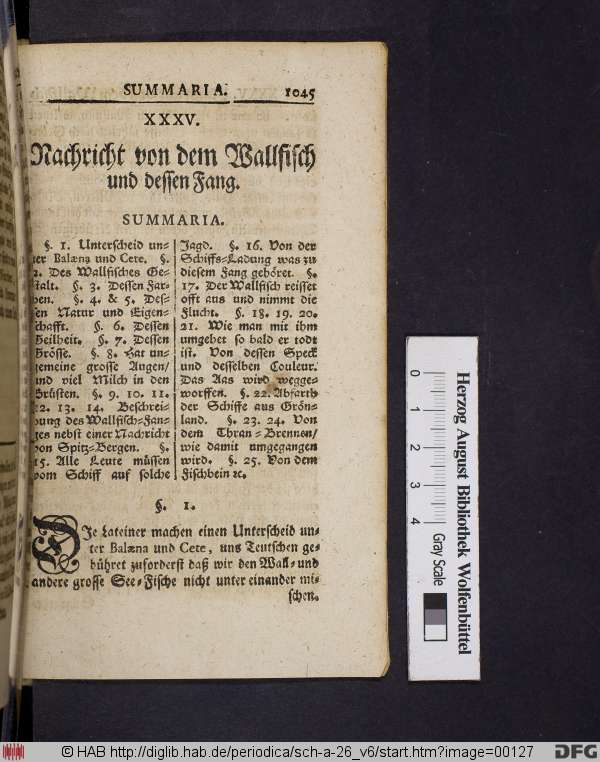 SUMMARIA. 1045
XXXV.
Nachricht von dem Wallfisch
und dessen Fang.
SUMMARIA.
§. 1. Unterscheid un-
ter Balæna und Cete. §.
2. Des Wallfisches Ge-
stalt. §. 3. Dessen Far-
ben. §. 4. & 5. Des-
sen Natur und Eigen-
schafft. §. 6. Dessen
Geilheit. §. 7. Dessen
Grösse. §. 8. Hat un-
gemeine grosse Augen/
und viel Milch in den
Brüsten. §. 9. 10. 11.
12. 13. 14. Beschrei-
bung des Wallfisch-Fan-
ges nebst einer Nachricht
von Spitz-Bergen. §.
15. Alle Leute müssen
vom Schiff auf solche
Jagd. §. 16. Von der
Schiffs-Ladung was zu
diesem Fang gehöret. §.
17. Der Wallfisch reisset
offt aus und nimmt die
Flucht. §. 18. 19. 20.
21. Wie man mit ihm
umgehet so bald er todt
ist. Von dessen Speck
und desselben Couleur.
Das Aas wird wegge-
worffen. §. 22. Abfarth
der Schiffe aus Grön-
land. §. 23. 24. Von
dem Thran-Brennen/
wie damit umgegangen
wird. §. 25. Von dem
Fischbein ꝛc.
§. 1.
DIe Lateiner machen einen Unterscheid un-
ter Balæna und Cete, uns Teutschen ge-
bühret zuforderst daß wir den Wall- und
andere grosse See-Fische nicht unter einander mi-
schen.
0 1 2 3 4
Gray Scale
Herzog August Bibliothek Wolfenbüttel
© HAB http://diglib.hab.de/periodica/sch-a-26_v6/start.htm?image=00127
DFG